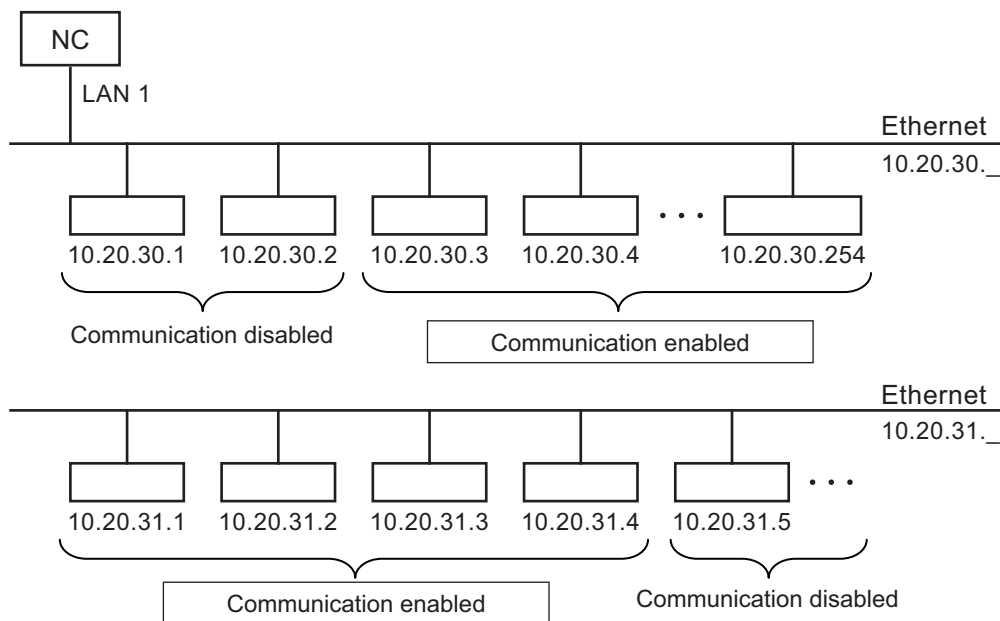 NC
LAN 1
Ethernet
10.20.30._
10.20.30.1 10.20.30.2 10.20.30.3 10.20.30.4 ··· 10.20.30.254
Communication disabled Communication enabled
Ethernet
10.20.31._
10.20.31.1 10.20.31.2 10.20.31.3 10.20.31.4 10.20.31.5 ···
Communication enabled Communication disabled